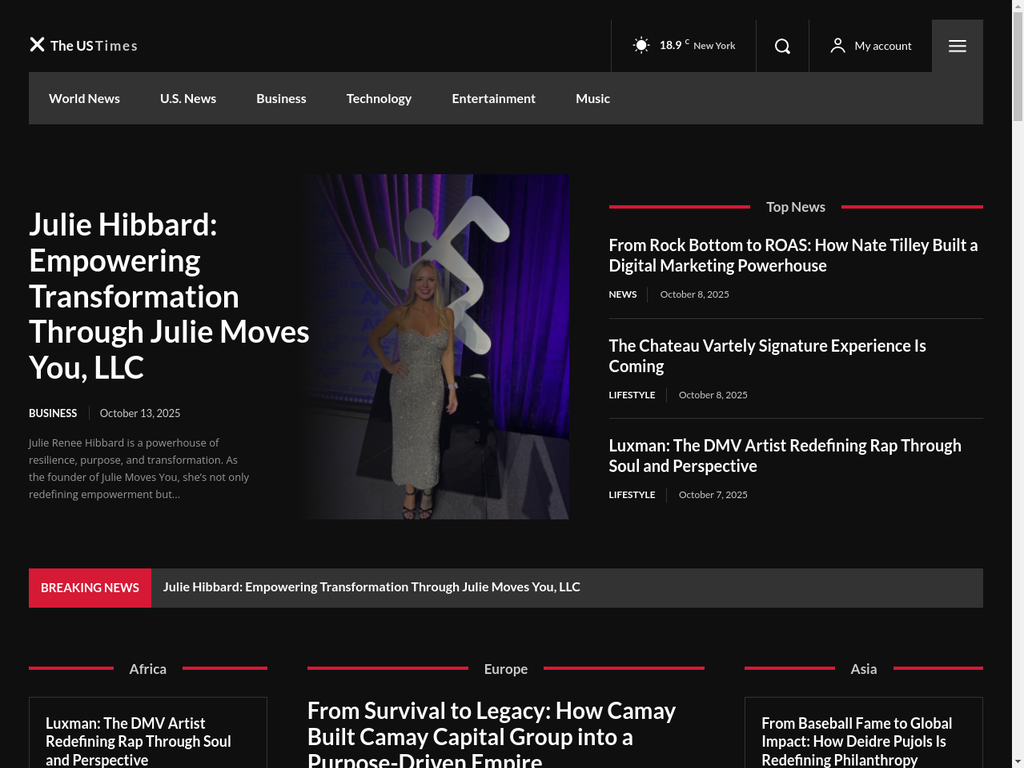 The US Times
18.9 C New York
My account
World News
U.S. News
Business
Technology
Entertainment
Music
Julie Hibbard:
Empowering
Transformation
Through Julie Moves
You, LLC
BUSINESS
October 13, 2025
Julie Renee Hibbard is a powerhouse of
resilience, purpose, and transformation. As
the founder of Julie Moves You, she's not only
redefining empowerment but...
Top News
From Rock Bottom to ROAS: How Nate Tilley Built a
Digital Marketing Powerhouse
NEWS
October 8, 2025
The Chateau Vartely Signature Experience Is
Coming
LIFESTYLE
October 8, 2025
Luxman: The DMV Artist Redefining Rap Through
Soul and Perspective
LIFESTYLE
October 7, 2025
BREAKING NEWS
Julie Hibbard: Empowering Transformation Through Julie Moves You, LLC
Africa
Luxman: The DMV Artist
Redefining Rap Through Soul
and Perspective
Europe
From Survival to Legacy: How Camay
Built Camay Capital Group into a
Purpose-Driven Empire
Asia
From Baseball Fame to Global
Impact: How Deidre Pujols Is
Redefining Philanthropy